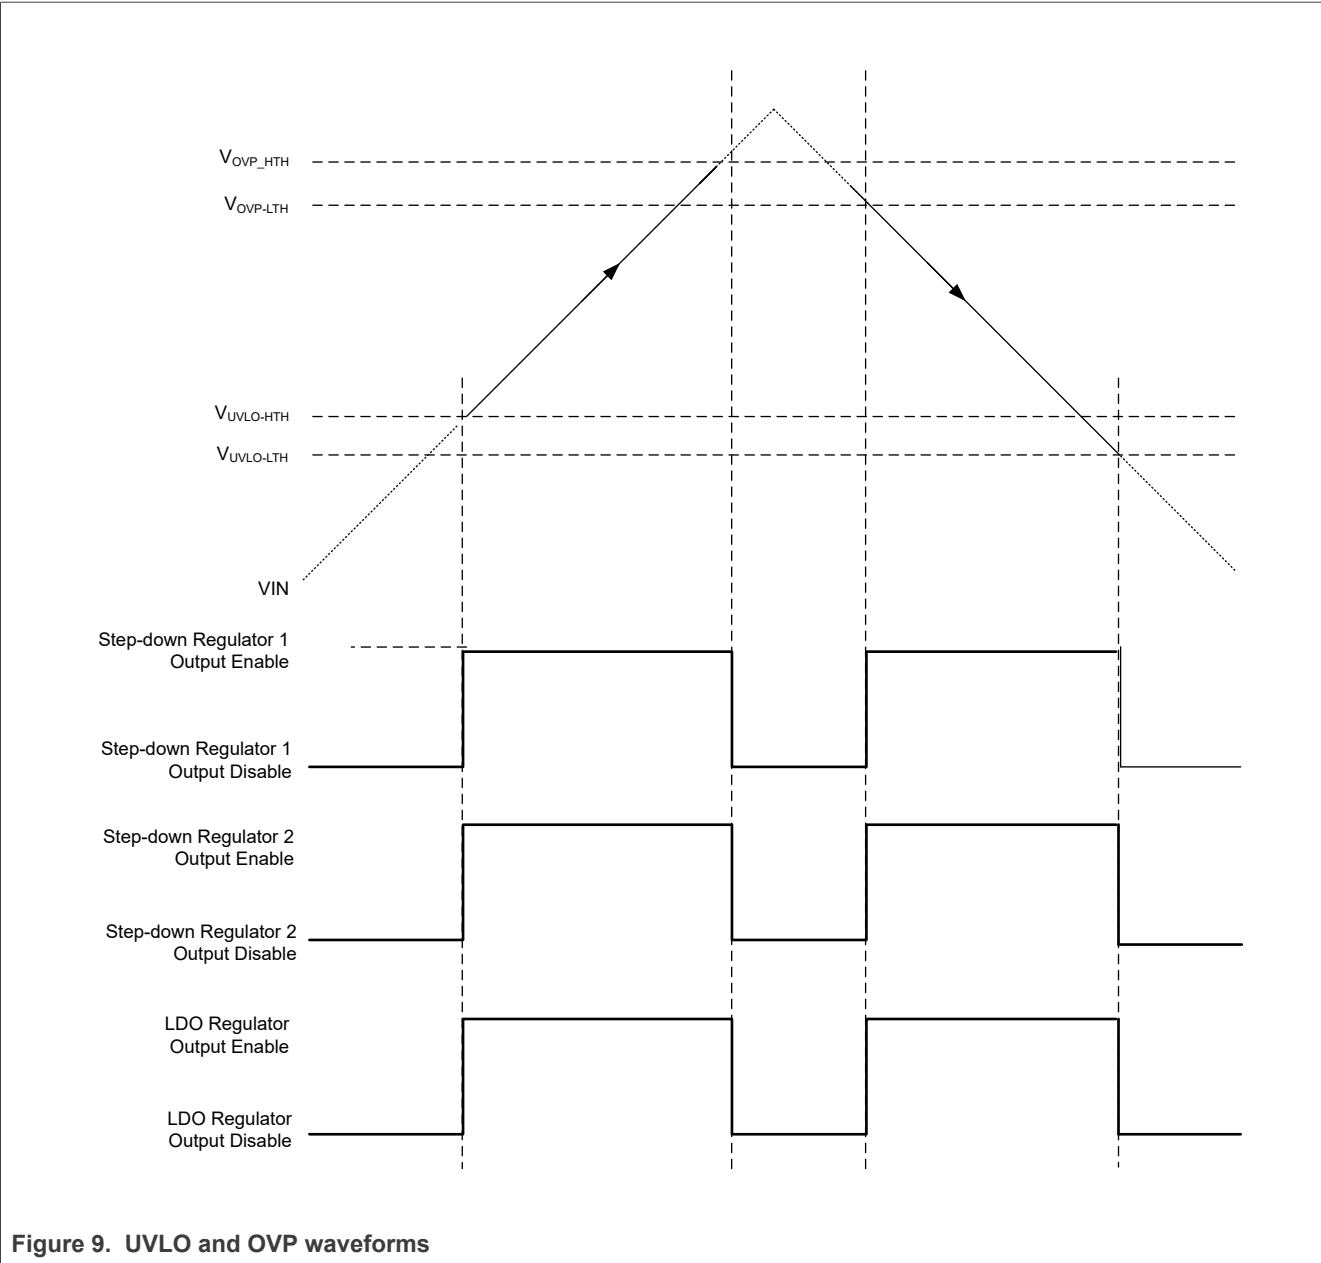 VOVP_HTH
VOVP-LTH
VUVLO-HTH
VUVLO-LTH
VIN
Step-down Regulator 1
Output Enable
Step-down Regulator 1
Output Disable
Step-down Regulator 2
Output Enable
Step-down Regulator 2
Output Disable
LDO Regulator
Output Enable
LDO Regulator
Output Disable
Figure 9. UVLO and OVP waveforms